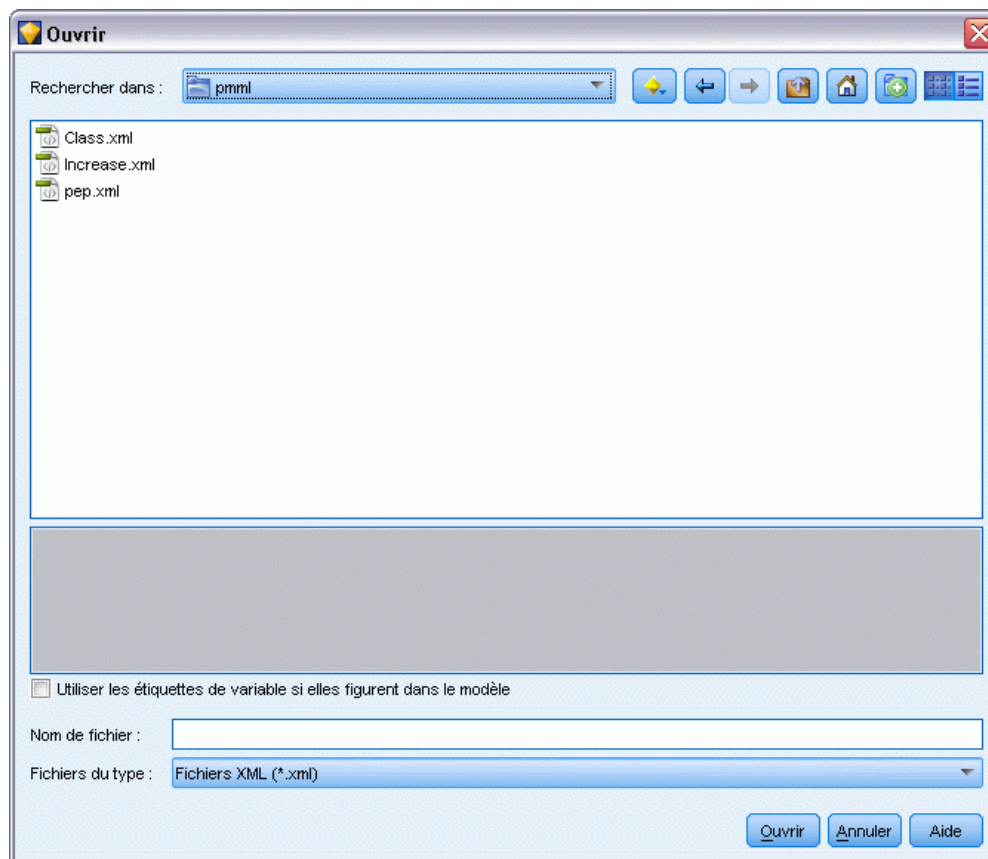 Ouvrir
Rechercher dans : pmml
Class.xml
Increase.xml
pep.xml
Utiliser les étiquettes de variable si elles figurent dans le modèle
Nom de fichier :
Fichiers du type : Fichiers XML (*.xml)
Ouvrir Annuler Aide